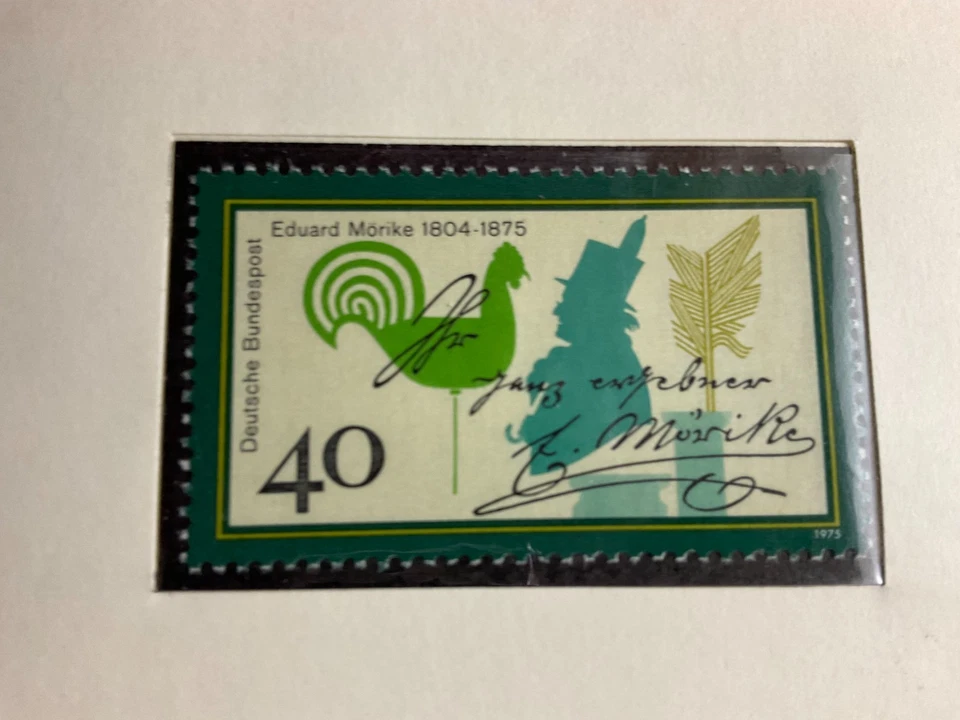 Eduard Mörike 1804-1875
Deutsche Bundespost
Ihr
ganz ergebner
E. Mörike
40
1975